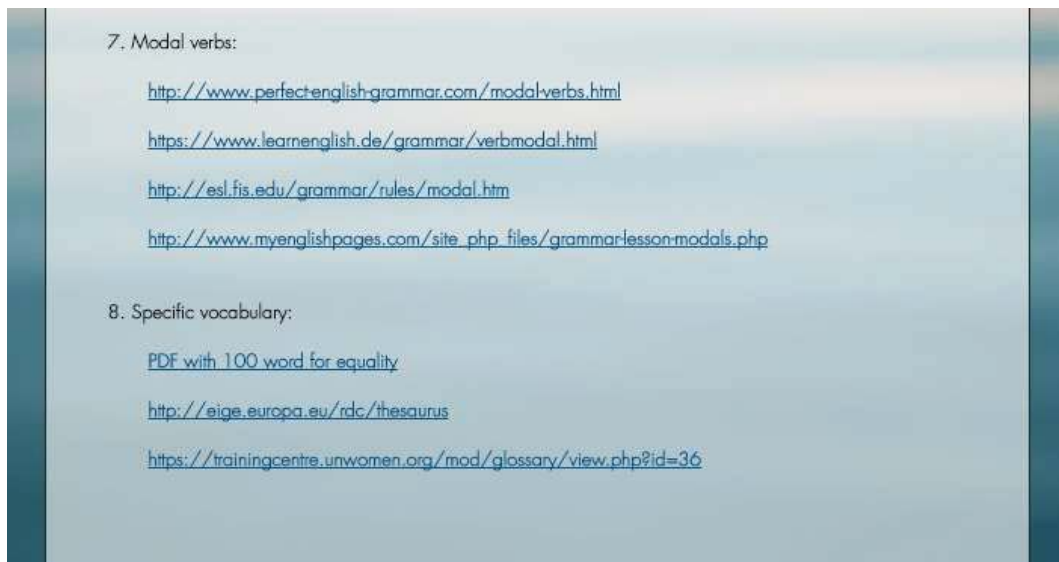 7. Modal verbs:
http://www.perfect-english-grammar.com/modal-verbs.html
https://www.learnenglish.de/grammar/verbmodal.html
http://esl.fis.edu/grammar/rules/modal.htm
http://www.myenglishpages.com/site_php_files/grammar-lesson-modals.php
8. Specific vocabulary:
PDF with 100 word for equality
http://eige.europa.eu/rdc/thesaurus
https://trainingcentre.unwomen.org/mod/glossary/view.php?id=36